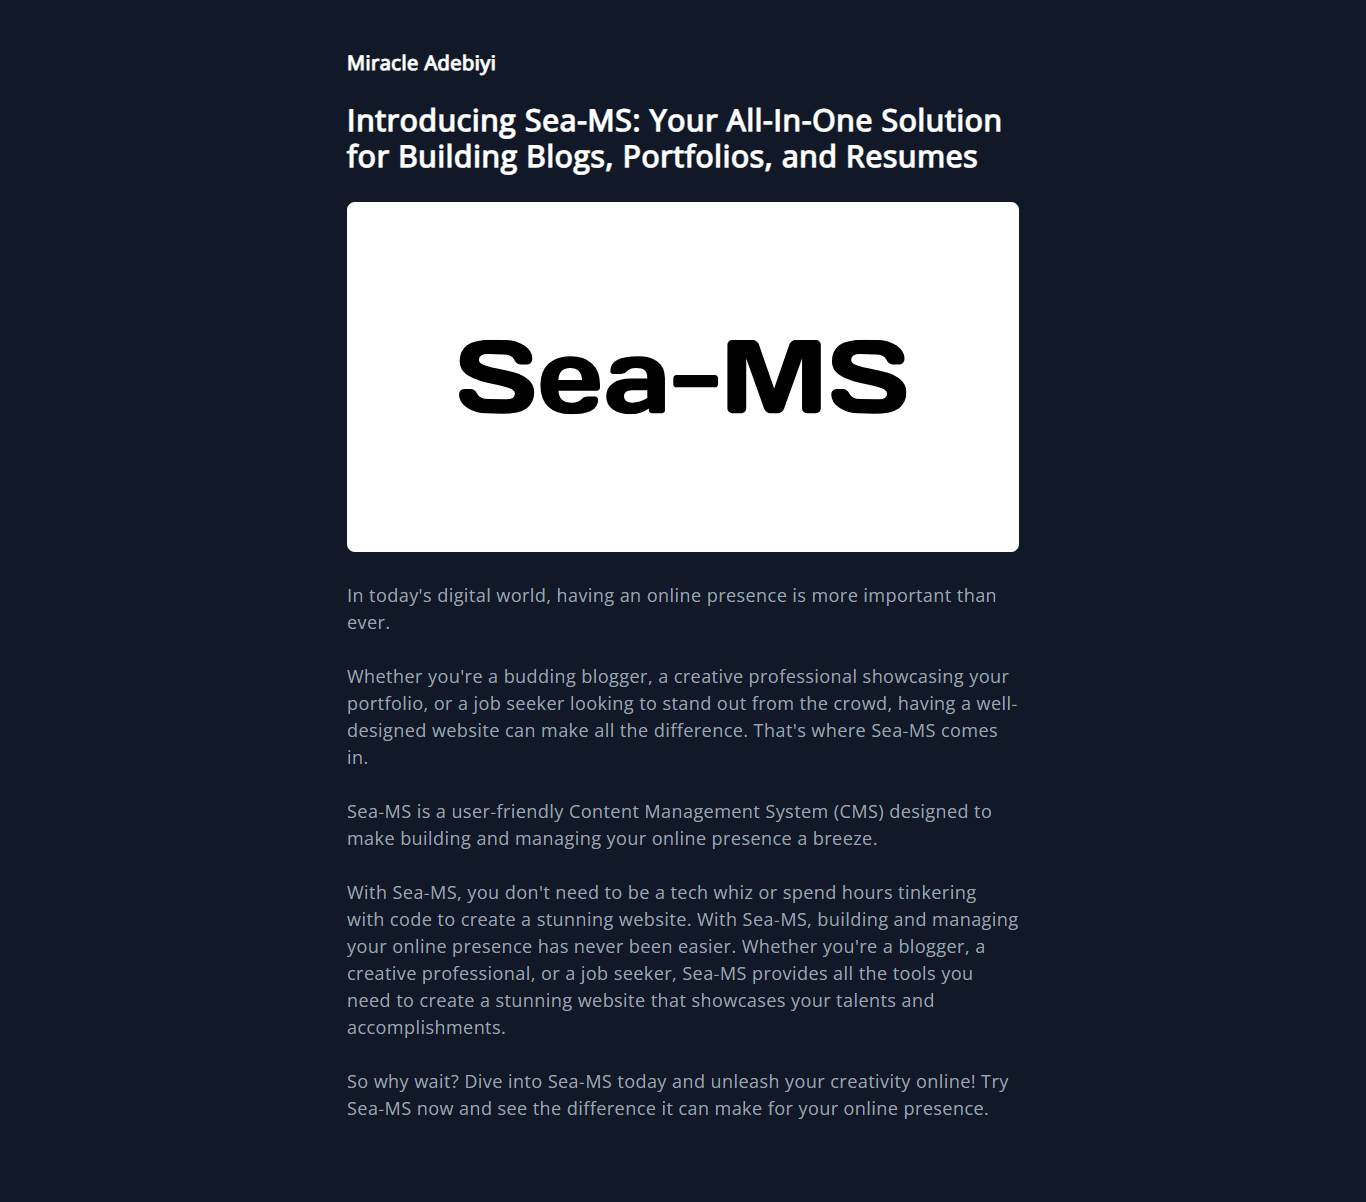 Miracle Adebiyi
Introducing Sea-MS: Your All-In-One Solution
for Building Blogs, Portfolios, and Resumes
Sea-MS
In today's digital world, having an online presence is more important than
ever.
Whether you're a budding blogger, a creative professional showcasing your
portfolio, or a job seeker looking to stand out from the crowd, having a well-
designed website can make all the difference. That's where Sea-MS comes
in.
Sea-MS is a user-friendly Content Management System (CMS) designed to
make building and managing your online presence a breeze.
With Sea-MS, you don't need to be a tech whiz or spend hours tinkering
with code to create a stunning website. With Sea-MS, building and managing
your online presence has never been easier. Whether you're a blogger, a
creative professional, or a job seeker, Sea-MS provides all the tools you
need to create a stunning website that showcases your talents and
accomplishments.
So why wait? Dive into Sea-MS today and unleash your creativity online! Try
Sea-MS now and see the difference it can make for your online presence.